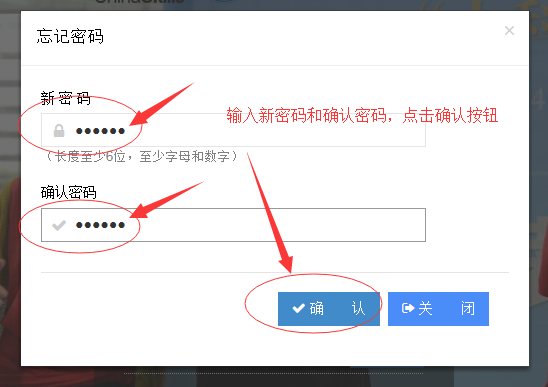 ChinaSkills
忘记密码
×
新 密 码
输入新密码和确认密码，点击确认按钮
••••••
（长度至少6位，至少字母和数字）
确认密码
••••••
确 认
关 闭